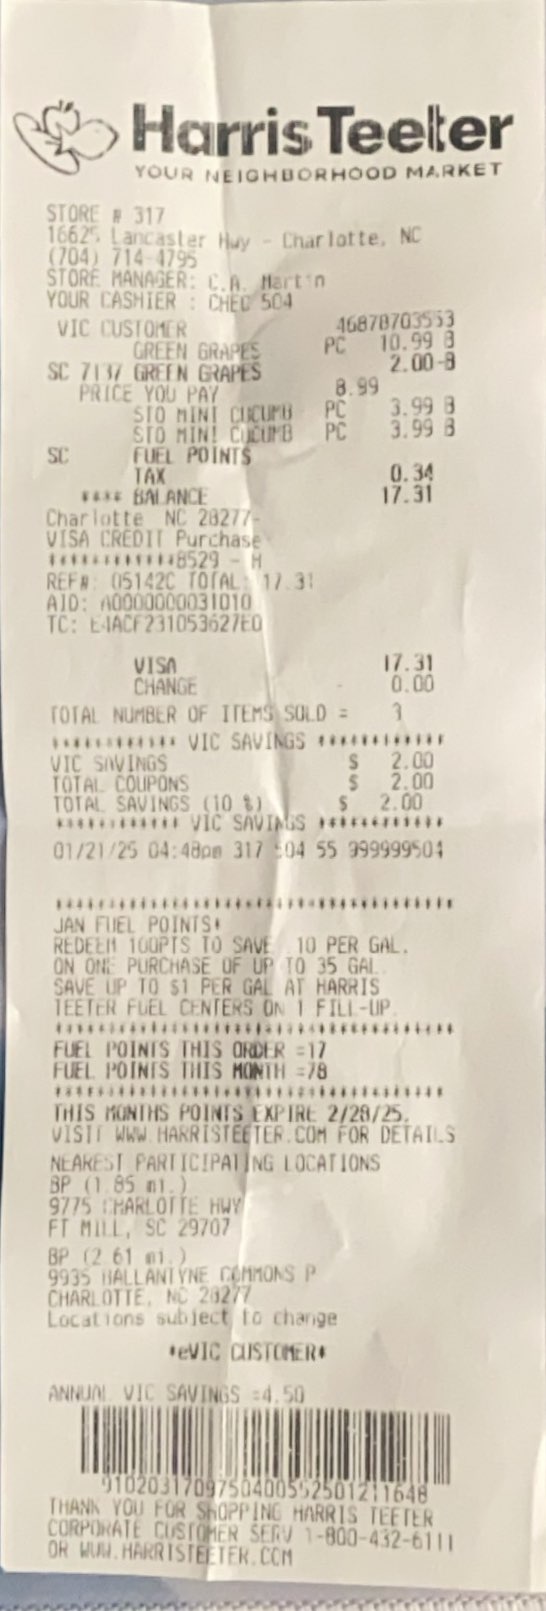 Harris Teeter
YOUR NEIGHBORHOOD MARKET
STORE # 317
16625 Lancaster Hwy - Charlotte, NC
(704) 714-4795
STORE MANAGER: C.A. Martin
YOUR CASHIER : CHEC 504
VIC CUSTOMER 46878703553
GREEN GRAPES PC 10.99 B
SC 7137 GREEN GRAPES 2.00-B
PRICE YOU PAY 8.99
STO MINI CUCUMB PC 3.99 B
STO MINI CUCUMB PC 3.99 B
SC FUEL POINTS
TAX 0.34
**** BALANCE 17.31
Charlotte NC 28277-
VISA CREDIT Purchase
************8529 - H
REF#: 05142C TOTAL: 17.31
AID: A0000000031010
TC: E4ACF231053627E0
VISA 17.31
CHANGE - 0.00
TOTAL NUMBER OF ITEMS SOLD = 3
************ VIC SAVINGS ************
VIC SAVINGS $ 2.00
TOTAL COUPONS $ 2.00
TOTAL SAVINGS (10 %) $ 2.00
************ VIC SAVINGS ************
01/21/25 04:48pm 317 504 55 999999504
****************************************
JAN FUEL POINTS*
REDEEM 100PTS TO SAVE .10 PER GAL.
ON ONE PURCHASE OF UP TO 35 GAL.
SAVE UP TO $1 PER GAL AT HARRIS
TEETER FUEL CENTERS ON 1 FILL-UP.
****************************************
FUEL POINTS THIS ORDER =17
FUEL POINTS THIS MONTH =78
****************************************
THIS MONTHS POINTS EXPIRE 2/28/25.
VISIT WWW.HARRISTEETER.COM FOR DETAILS
NEAREST PARTICIPATING LOCATIONS
BP (1.85 mi.)
9775 CHARLOTTE HWY
FT MILL, SC 29707
BP (2.61 mi.)
9935 BALLANTYNE COMMONS P
CHARLOTTE, NC 28277
Locations subject to change
*eVIC CUSTOMER*
ANNUAL VIC SAVINGS =4.50
9102031709750400552501211648
THANK YOU FOR SHOPPING HARRIS TEETER
CORPORATE CUSTOMER SERV 1-800-432-6111
OR WWW.HARRISTEETER.COM